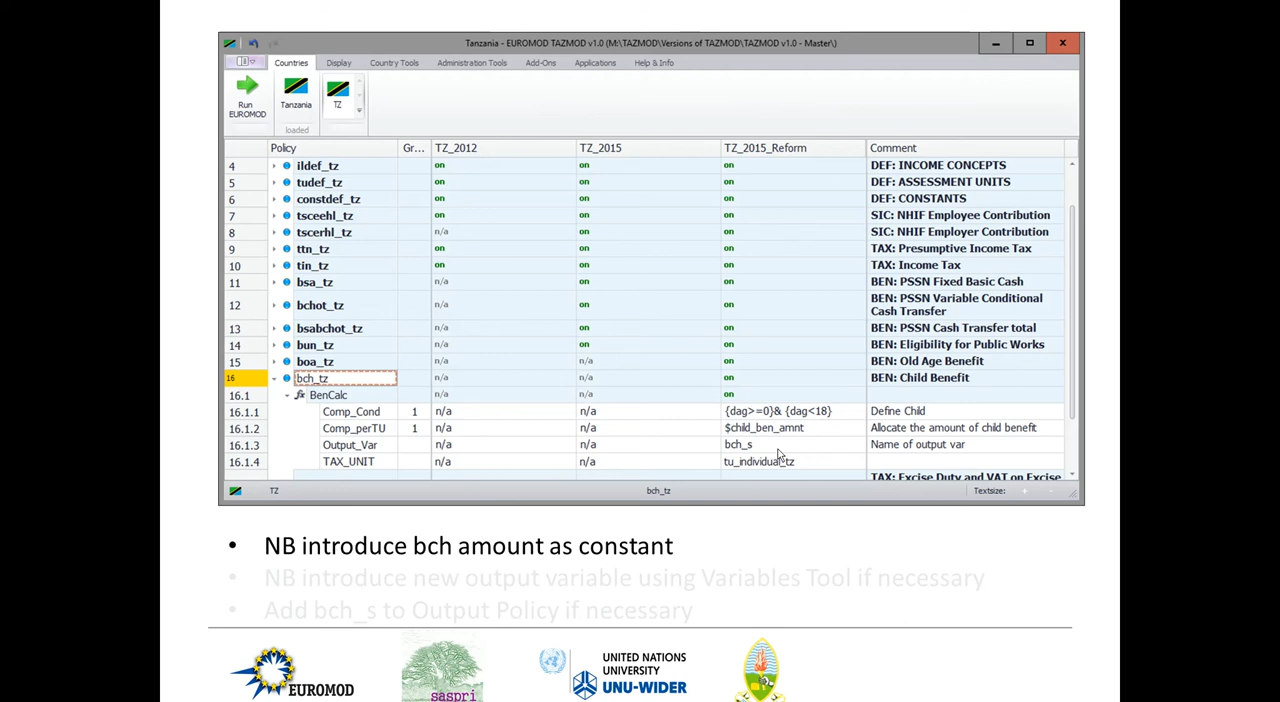 Tanzania - EUROMOD TAZMOD v1.0 (M:\TAZMOD\Versions of TAZMOD\TAZMOD v1.0 - Master\)
Countries Display Country Tools Administration Tools Add-Ons Applications Help & Info
Run EUROMOD Tanzania TZ
loaded
Policy Gr... TZ_2012 TZ_2015 TZ_2015_Reform Comment
4 ildef_tz on on on DEF: INCOME CONCEPTS
5 tudef_tz on on on DEF: ASSESSMENT UNITS
6 constdef_tz on on on DEF: CONSTANTS
7 tsceehl_tz on on on SIC: NHIF Employee Contribution
8 tscerhl_tz n/a on on SIC: NHIF Employer Contribution
9 ttn_tz on on on TAX: Presumptive Income Tax
10 tin_tz on on on TAX: Income Tax
11 bsa_tz n/a on on BEN: PSSN Fixed Basic Cash
12 bchot_tz n/a on on BEN: PSSN Variable Conditional
Cash Transfer
13 bsabchot_tz n/a on on BEN: PSSN Cash Transfer total
14 bun_tz n/a on on BEN: Eligibility for Public Works
15 boa_tz n/a n/a on BEN: Old Age Benefit
16 bch_tz n/a n/a on BEN: Child Benefit
16.1 fx BenCalc n/a n/a on
16.1.1 Comp_Cond 1 n/a n/a {dag>=0}& {dag<18} Define Child
16.1.2 Comp_perTU 1 n/a n/a $child_ben_amnt Allocate the amount of child benefit
16.1.3 Output_Var n/a n/a bch_s Name of output var
16.1.4 TAX_UNIT n/a n/a tu_individual_tz
TAX: Excise Duty and VAT on Excise
TZ bch_tz Textsize:
• NB introduce bch amount as constant
• NB introduce new output variable using Variables Tool if necessary
• Add bch_s to Output Policy if necessary
EUROMOD
saspri
UNITED NATIONS
UNIVERSITY
UNU-WIDER